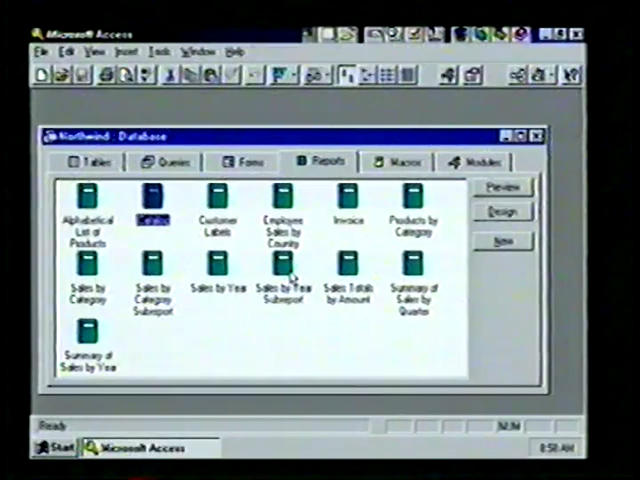 Microsoft Access
File Edit View Insert Tools Window Help
Northwind : Database
Tables Queries Forms Reports Macros Modules
Alphabetical List of Products
Catalog
Customer Labels
Employee Sales by Country
Invoice
Products by Category
Sales by Category
Sales by Category Subreport
Sales by Year
Sales by Year Subreport
Sales Totals by Amount
Summary of Sales by Quarter
Summary of Sales by Year
Preview
Design
New
Ready
NUM
Start
Microsoft Access
8:58 AM